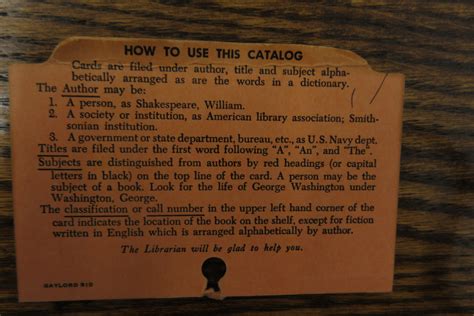 HOW TO USE THIS CATALOG
Cards are filed under author, title and subject alpha-
betically arranged as are the words in a dictionary.
The Author may be:
1. A person, as Shakespeare, William.
2. A society or institution, as American library association; Smith-
sonian institution.
3. A government or state department, bureau, etc., as U.S. Navy dept.
Titles are filed under the first word following "A", "An", and "The".
Subjects are distinguished from authors by red headings (or capital
letters in black) on the top line of the card. A person may be the
subject of a book. Look for the life of George Washington under
Washington, George.
The classification or call number in the upper left hand corner of the
card indicates the location of the book on the shelf, except for fiction
written in English which is arranged alphabetically by author.
The Librarian will be glad to help you.
GAYLORD 312